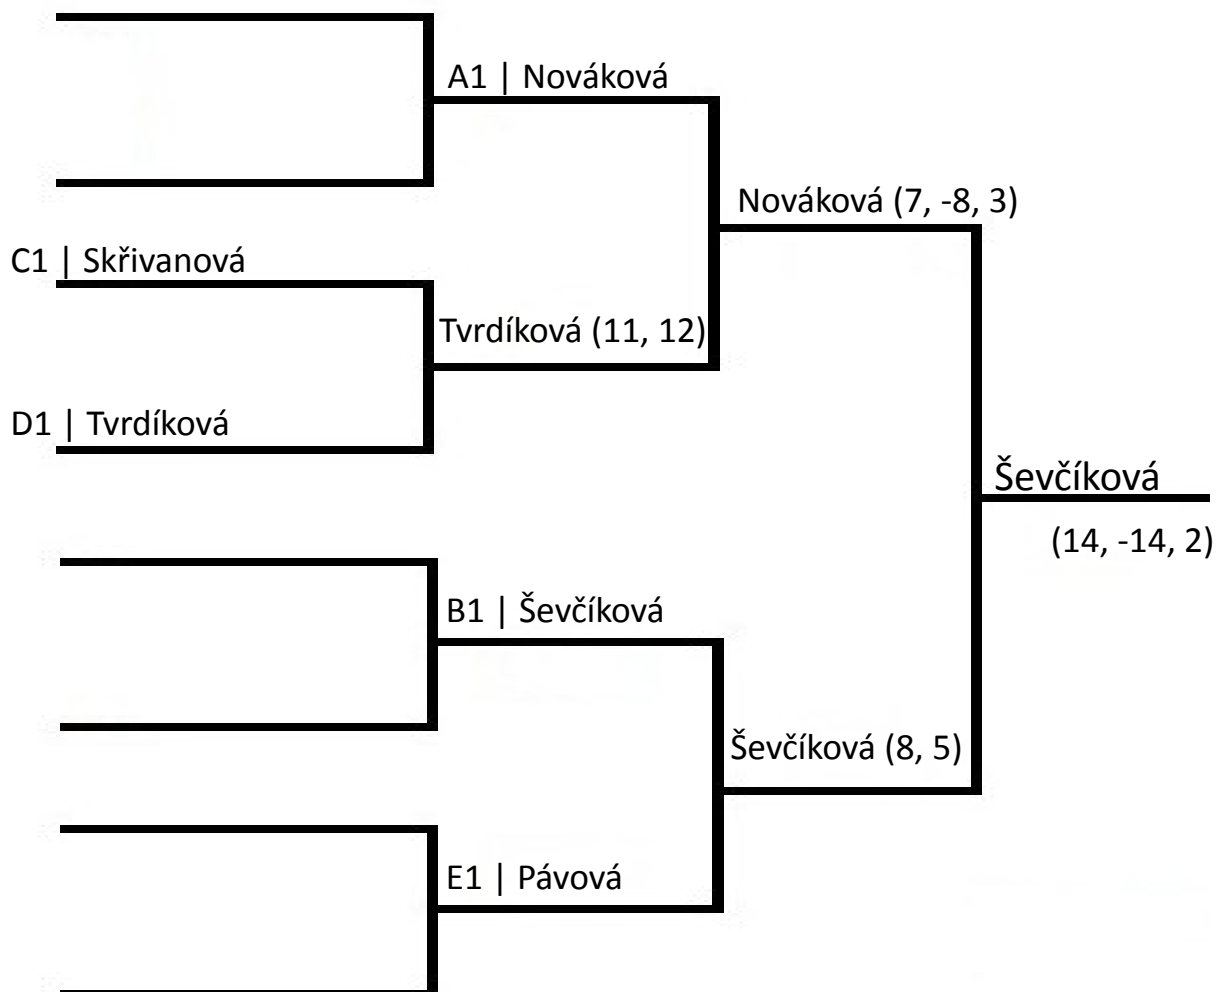 A1 | Nováková
Nováková (7, -8, 3)
C1 | Skřivanová
Tvrdíková (11, 12)
D1 | Tvrdíková
Ševčíková
(14, -14, 2)
B1 | Ševčíková
Ševčíková (8, 5)
E1 | Pávová